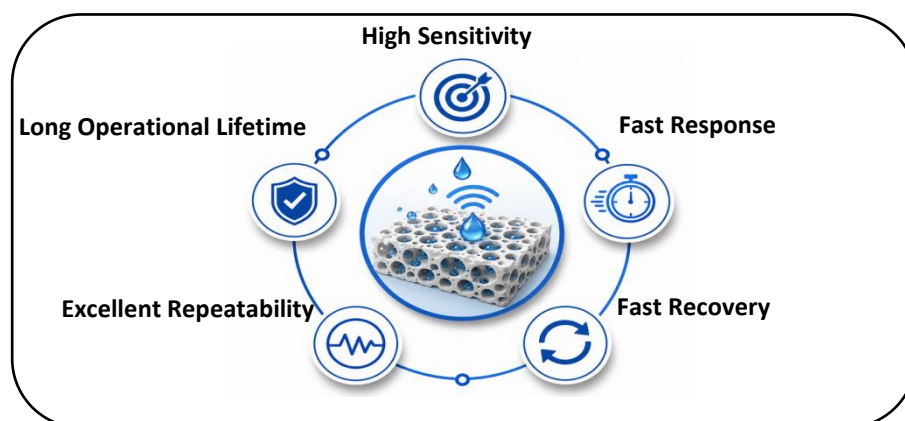 High Sensitivity
Long Operational Lifetime
Fast Response
Excellent Repeatability
Fast Recovery